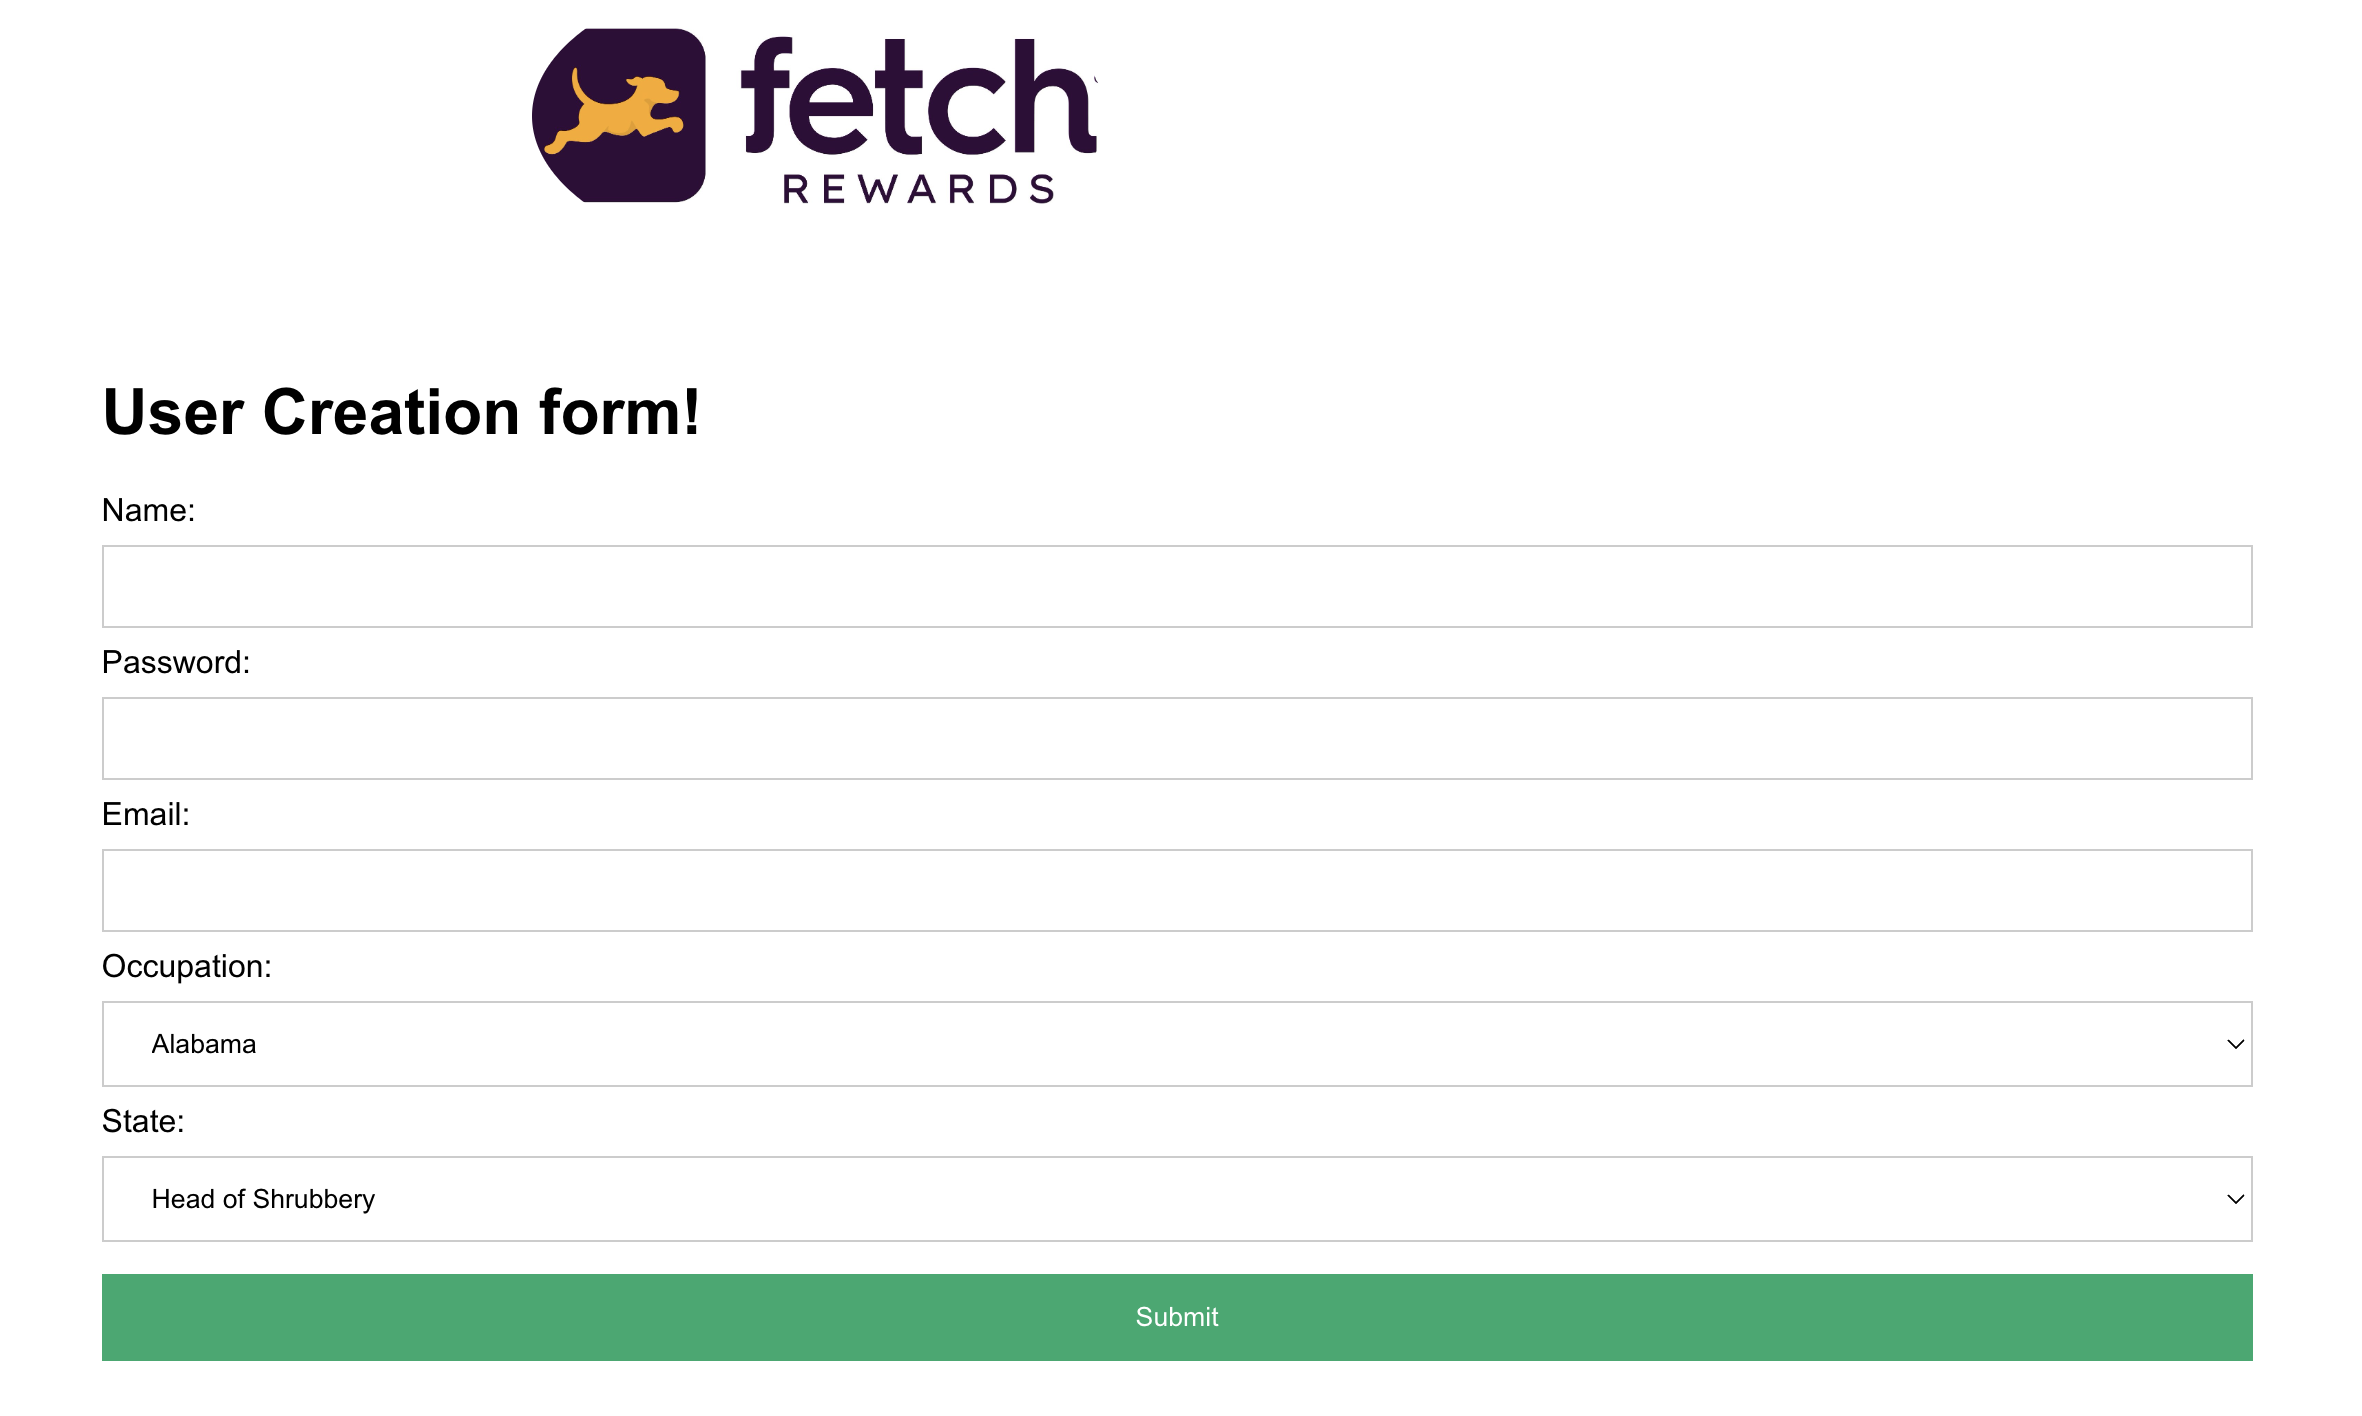 fetch
REWARDS
User Creation form!
Name:
Password:
Email:
Occupation:
Alabama
State:
Head of Shrubbery
Submit